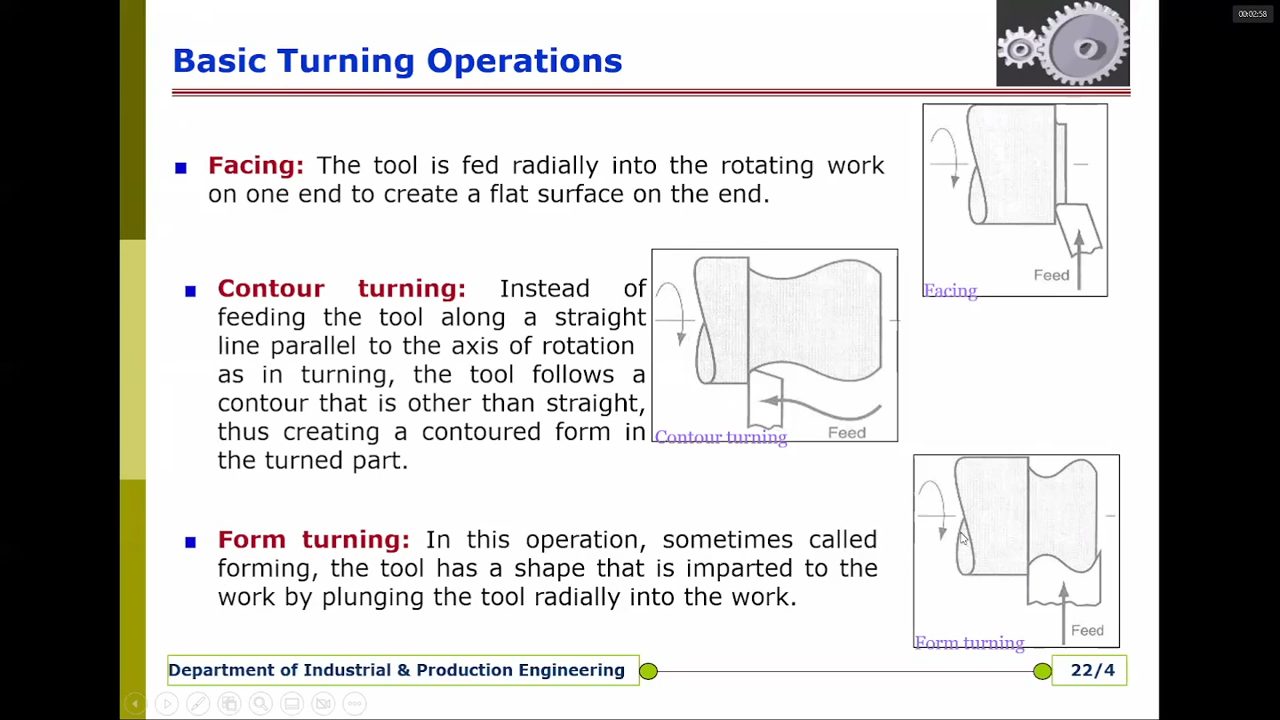 00:02:58
Basic Turning Operations
Facing: The tool is fed radially into the rotating work
on one end to create a flat surface on the end.
Feed
Facing
Contour turning: Instead of
feeding the tool along a straight
line parallel to the axis of rotation
as in turning, the tool follows a
contour that is other than straight,
thus creating a contoured form in
the turned part.
Feed
Contour turning
Form turning: In this operation, sometimes called
forming, the tool has a shape that is imparted to the
work by plunging the tool radially into the work.
Feed
Form turning
Department of Industrial & Production Engineering
22/4